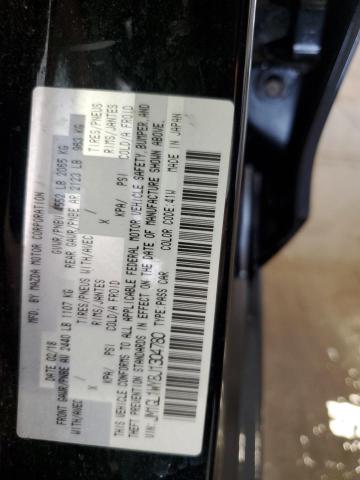 MFD. BY MAZDA MOTOR CORPORATION
DATE: 02/18 GVWR/PNBV 4552 LB 2065 KG
FRONT GAWR/PNBE AV 2440 LB 1107 KG REAR GAWR/PNBE AR 2123 LB 963 KG
WITH/AVEC TIRES/PNEUS WITH/AVEC TIRES/PNEUS
X RIMS/JANTES X RIMS/JANTES
KPA/ PSI COLD/A FROID KPA/ PSI COLD/A FROID
THIS VEHICLE CONFORMS TO ALL APPLICABLE FEDERAL MOTOR VEHICLE SAFETY, BUMPER, AND
THEFT PREVENTION STANDARDS IN EFFECT ON THE DATE OF MANUFACTURE SHOWN ABOVE.
VIN: JM1GL1WY8J1304780 TYPE: PASS CAR COLOR CODE: 41W MADE IN JAPAN